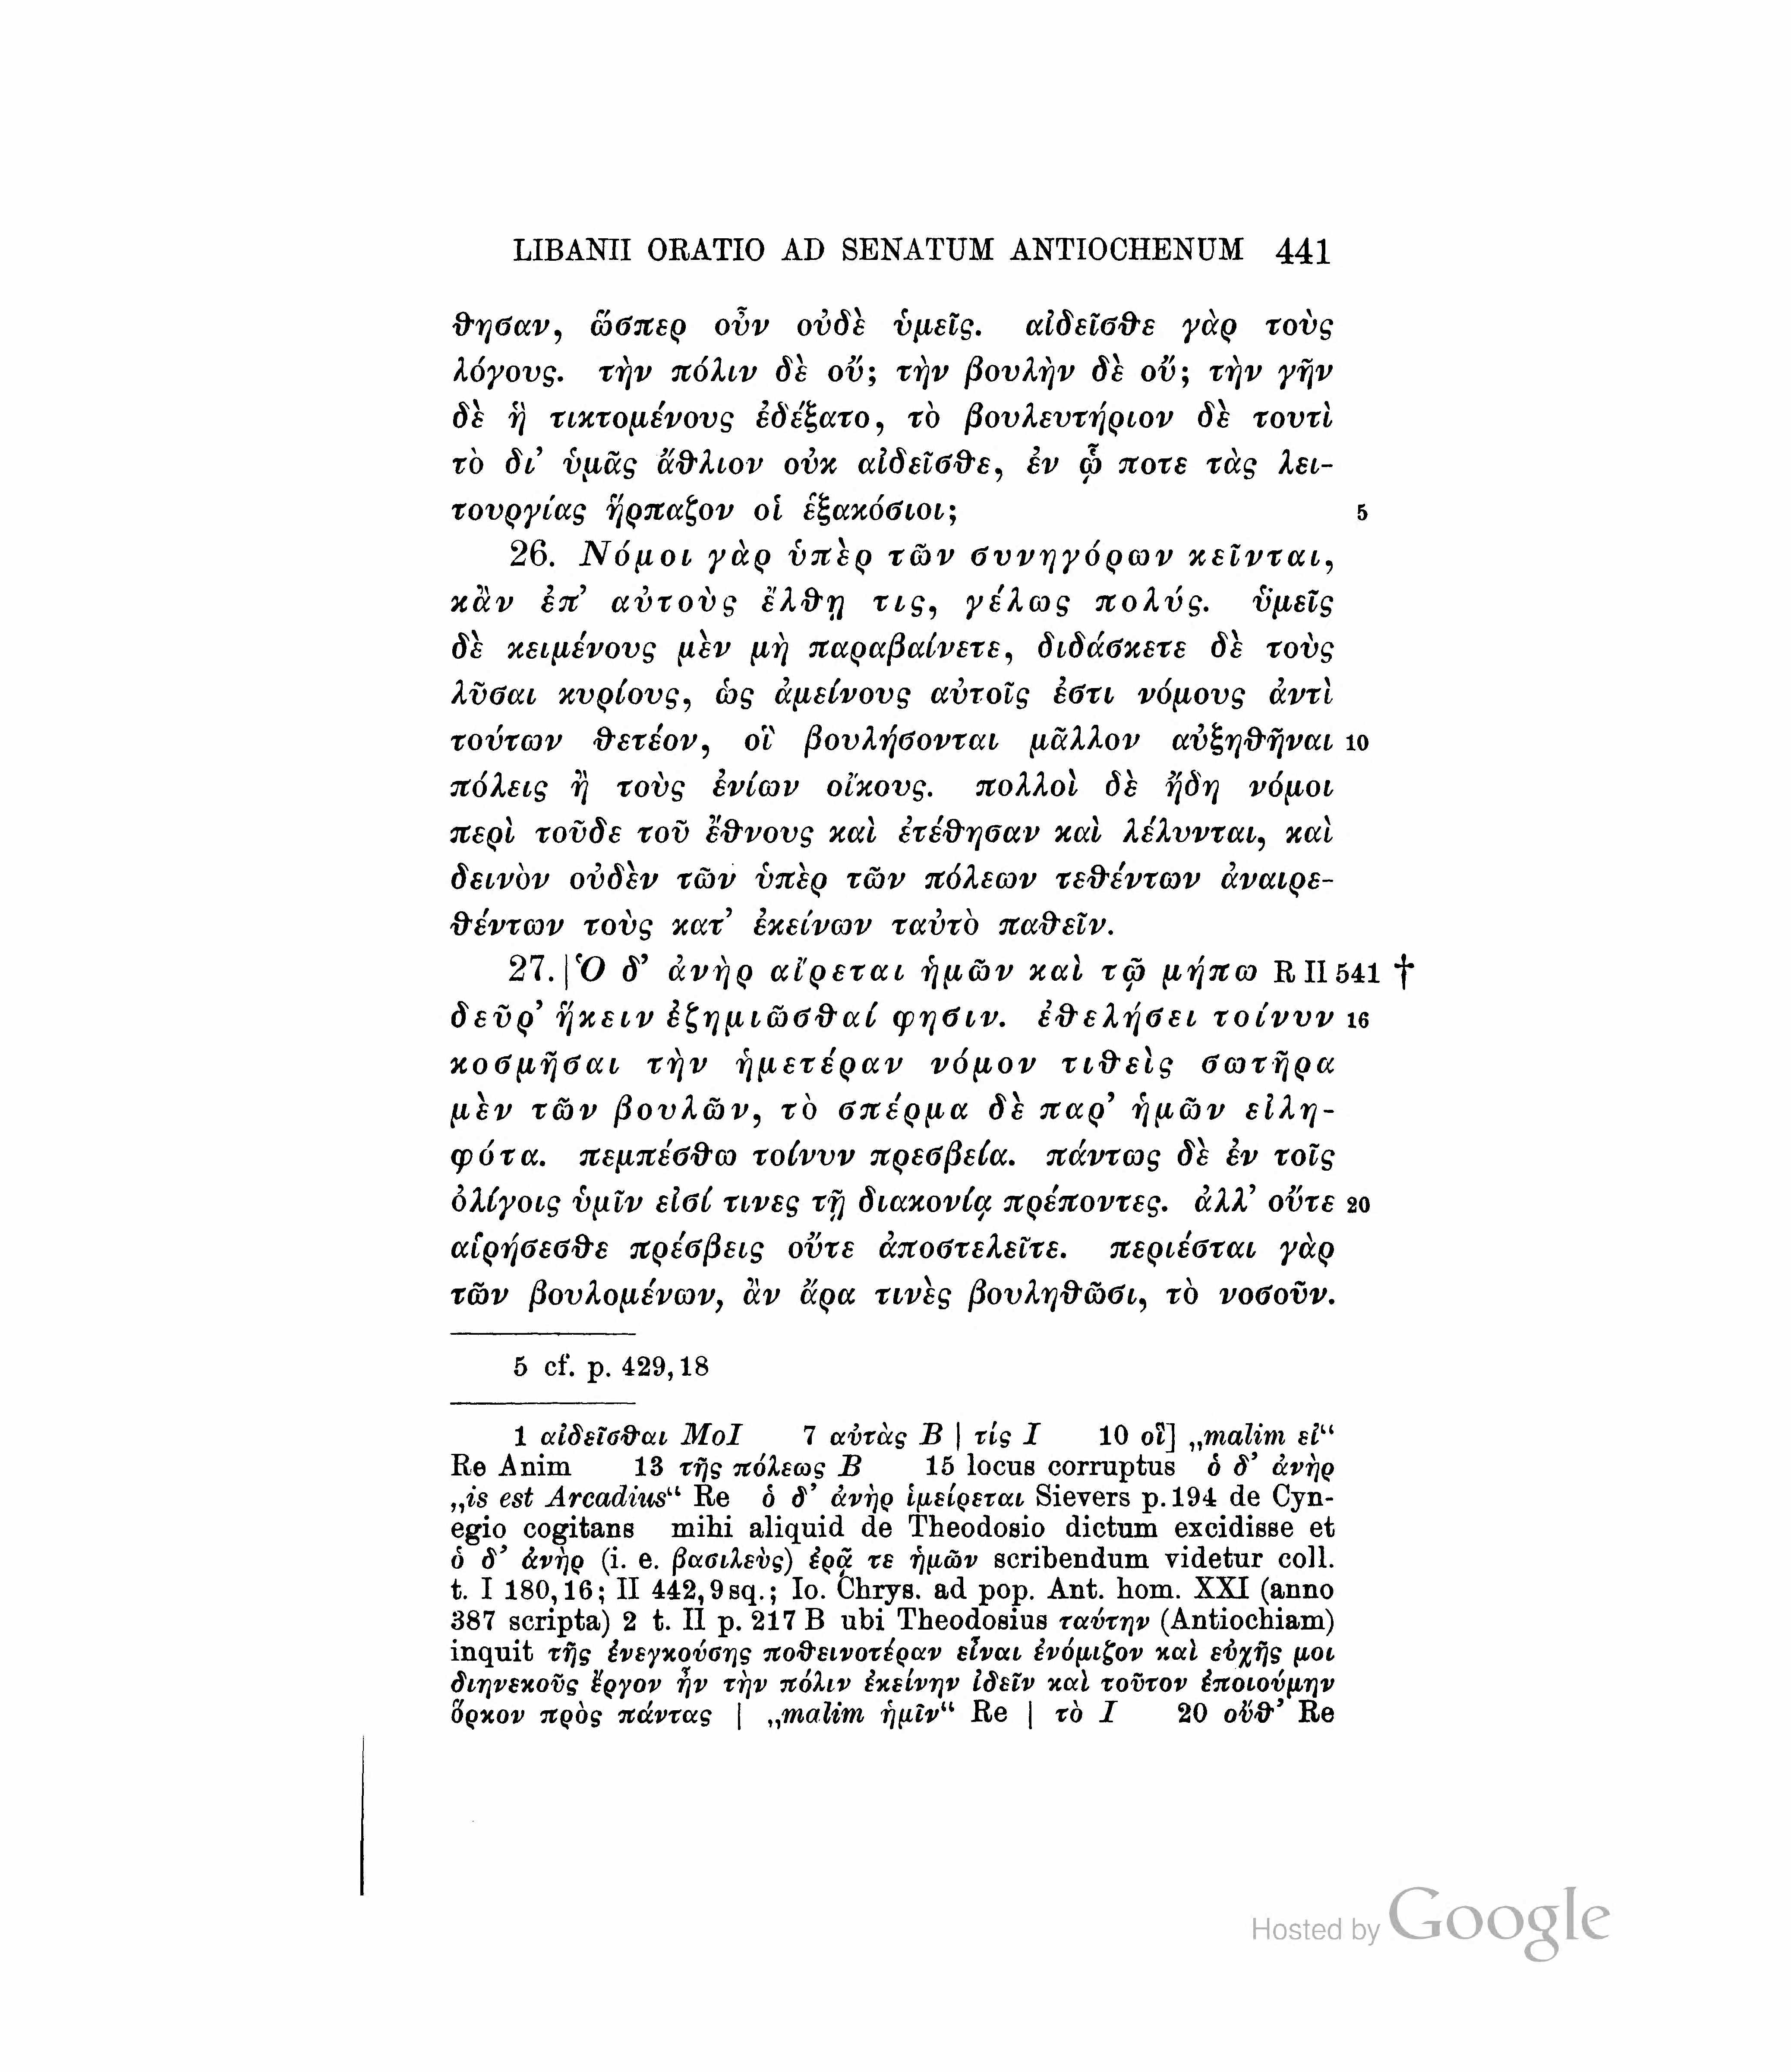 LIBANII ORATIO AD SENATUM ANTIOCHENUM 441
θησαν, ὥσπερ οὖν οὐδὲ ὑμεῖς. αἰδεῖσθε γὰρ τοὺς
λόγους. τὴν πόλιν δὲ οὔ; τὴν βουλὴν δὲ οὔ; τὴν γῆν
δὲ ἣ τικτομένους ἐδέξατο, τὸ βουλευτήριον δὲ τουτὶ
τὸ δι’ ὑμᾶς ἄθλιον οὐκ αἰδεῖσθε, ἐν ᾧ ποτε τὰς λει-
τουργίας ἥρπαζον οἱ ἑξακόσιοι; 5
26. Νόμοι γὰρ ὑπὲρ τῶν συνηγόρων κεῖνται,
κἂν ἐπ’ αὐτοὺς ἔλθῃ τις, γέλως πολύς. ὑμεῖς
δὲ κειμένους μὲν μὴ παραβαίνετε, διδάσκετε δὲ τοὺς
λῦσαι κυρίους, ὡς ἀμείνους αὐτοῖς ἐστι νόμους ἀντὶ
τούτων θετέον, οἳ βουλήσονται μᾶλλον αὐξηθῆναι 10
πόλεις ἢ τοὺς ἐνίων οἴκους. πολλοὶ δὲ ἤδη νόμοι
περὶ τοῦδε τοῦ ἔθνους καὶ ἐτέθησαν καὶ λέλυνται, καὶ
δεινὸν οὐδὲν τῶν ὑπὲρ τῶν πόλεων τεθέντων ἀναιρε-
θέντων τοὺς κατ’ ἐκείνων ταὐτὸ παθεῖν.
27. | Ὁ δ’ ἀνὴρ αἴρεται ἡμῶν καὶ τῷ μήπω R II 541 †
δεῦρ’ ἥκειν ἐζημιῶσθαί φησιν. ἐθελήσει τοίνυν 16
κοσμῆσαι τὴν ἡμετέραν νόμον τιθεὶς σωτῆρα
μὲν τῶν βουλῶν, τὸ σπέρμα δὲ παρ’ ἡμῶν εἰλη-
φότα. πεμπέσθω τοίνυν πρεσβεία. πάντως δὲ ἐν τοῖς
ὀλίγοις ὑμῖν εἰσί τινες τῇ διακονίᾳ πρέποντες. ἀλλ’ οὔτε 20
αἱρήσεσθε πρέσβεις οὔτε ἀποστελεῖτε. περιέσται γὰρ
τῶν βουλομένων, ἂν ἄρα τινὲς βουληθῶσι, τὸ νοσοῦν.
5 cf. p. 429,18
1 αἰδεῖσθαι MoI 7 αὐτὰς B | τίς I 10 οἳ] „malim εἰ“
Re Anim 13 τῆς πόλεως B 15 locus corruptus ὁ δ’ ἀνὴρ
„is est Arcadius“ Re ὁ δ’ ἀνὴρ ἱμείρεται Sievers p. 194 de Cyn-
egio cogitans mihi aliquid de Theodosio dictum excidisse et
ὁ δ’ ἀνὴρ (i. e. βασιλεὺς) ἐρᾷ τε ἡμῶν scribendum videtur coll.
t. I 180,16; II 442,9 sq.; Io. Chrys. ad pop. Ant. hom. XXI (anno
387 scripta) 2 t. II p. 217 B ubi Theodosius ταύτην (Antiochiam)
inquit τῆς ἐνεγκούσης ποθεινοτέραν εἶναι ἐνόμιζον καὶ εὐχῆς μοι
διηνεκοῦς ἔργον ἦν τὴν πόλιν ἐκείνην ἰδεῖν καὶ τοῦτον ἐποιούμην
ὅρκον πρὸς πάντας | „malim ἡμῖν“ Re | τὸ I 20 οὔθ’ Re
Hosted by Google